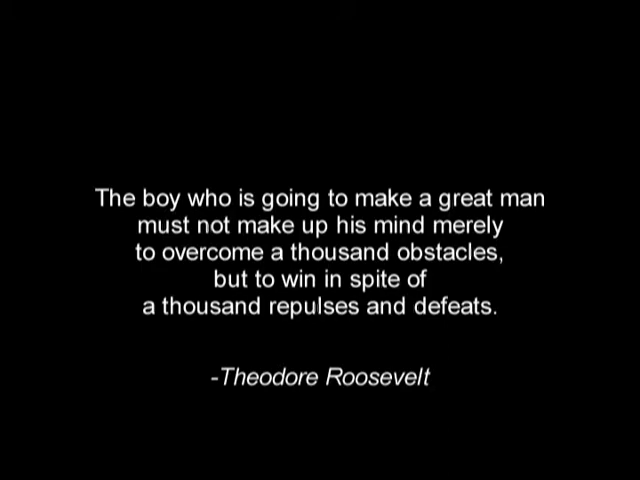 The boy who is going to make a great man
must not make up his mind merely
to overcome a thousand obstacles,
but to win in spite of
a thousand repulses and defeats.
-Theodore Roosevelt